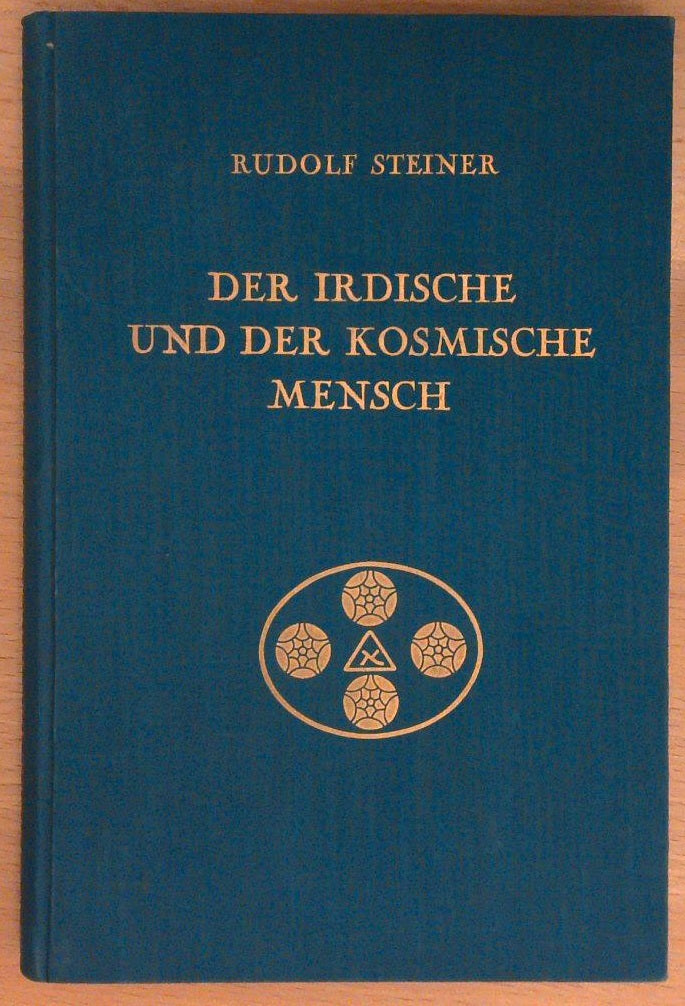 RUDOLF STEINER
DER IRDISCHE
UND DER KOSMISCHE
MENSCH